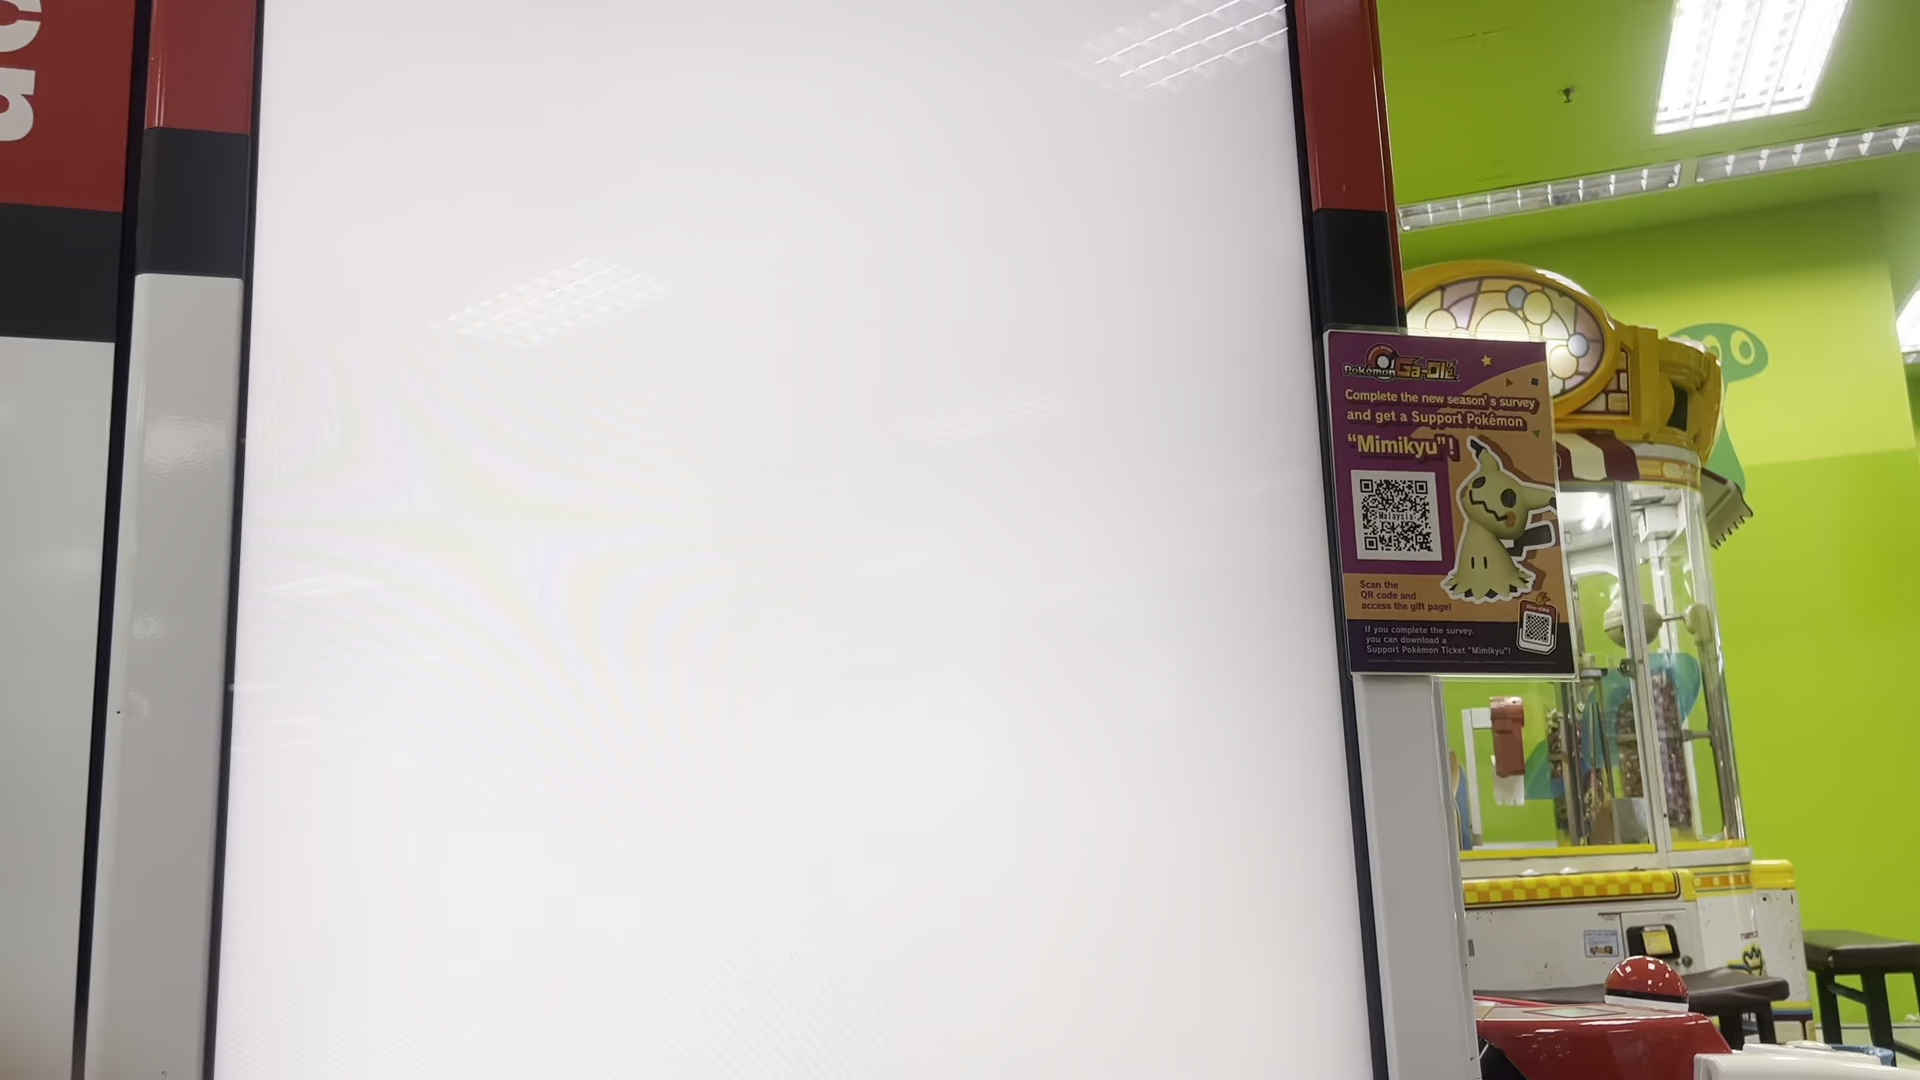 Pokémon Ga-Olé
Complete the new season's survey
and get a Support Pokémon
"Mimikyu"!
Malaysia
Scan the
QR code and
access the gift page!
If you complete the survey,
you can download a
Support Pokémon Ticket "Mimikyu"!